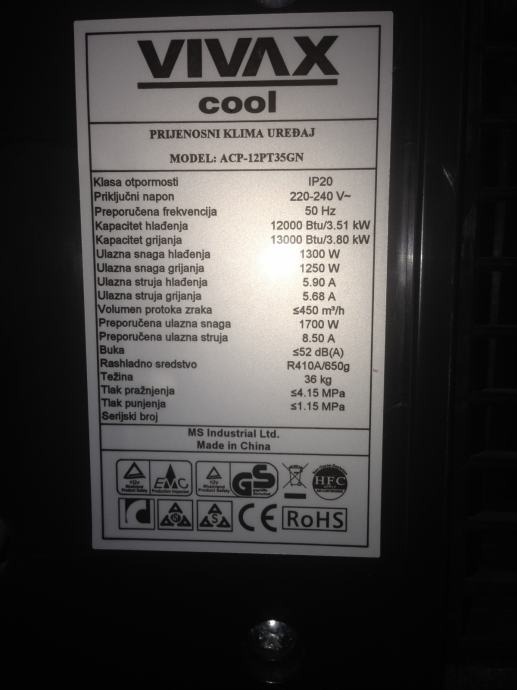 VIVAX
cool
PRIJENOSNI KLIMA UREĐAJ
MODEL: ACP-12PT35GN
Klasa otpormosti IP20
Priključni napon 220-240 V~
Preporučena frekvencija 50 Hz
Kapacitet hlađenja 12000 Btu/3.51 kW
Kapacitet grijanja 13000 Btu/3.80 kW
Ulazna snaga hlađenja 1300 W
Ulazna snaga grijanja 1250 W
Ulazna struja hlađenja 5.90 A
Ulazna struja grijanja 5.68 A
Volumen protoka zraka ≤450 m³/h
Preporučena ulazna snaga 1700 W
Preporučena ulazna struja 8.50 A
Buka ≤52 dB(A)
Rashladno sredstvo R410A/650g
Težina 36 kg
Tlak pražnjenja ≤4.15 MPa
Tlak punjenja ≤1.15 MPa
Serijski broj
MS Industrial Ltd.
Made in China
EMC GS HFC
CE RoHS